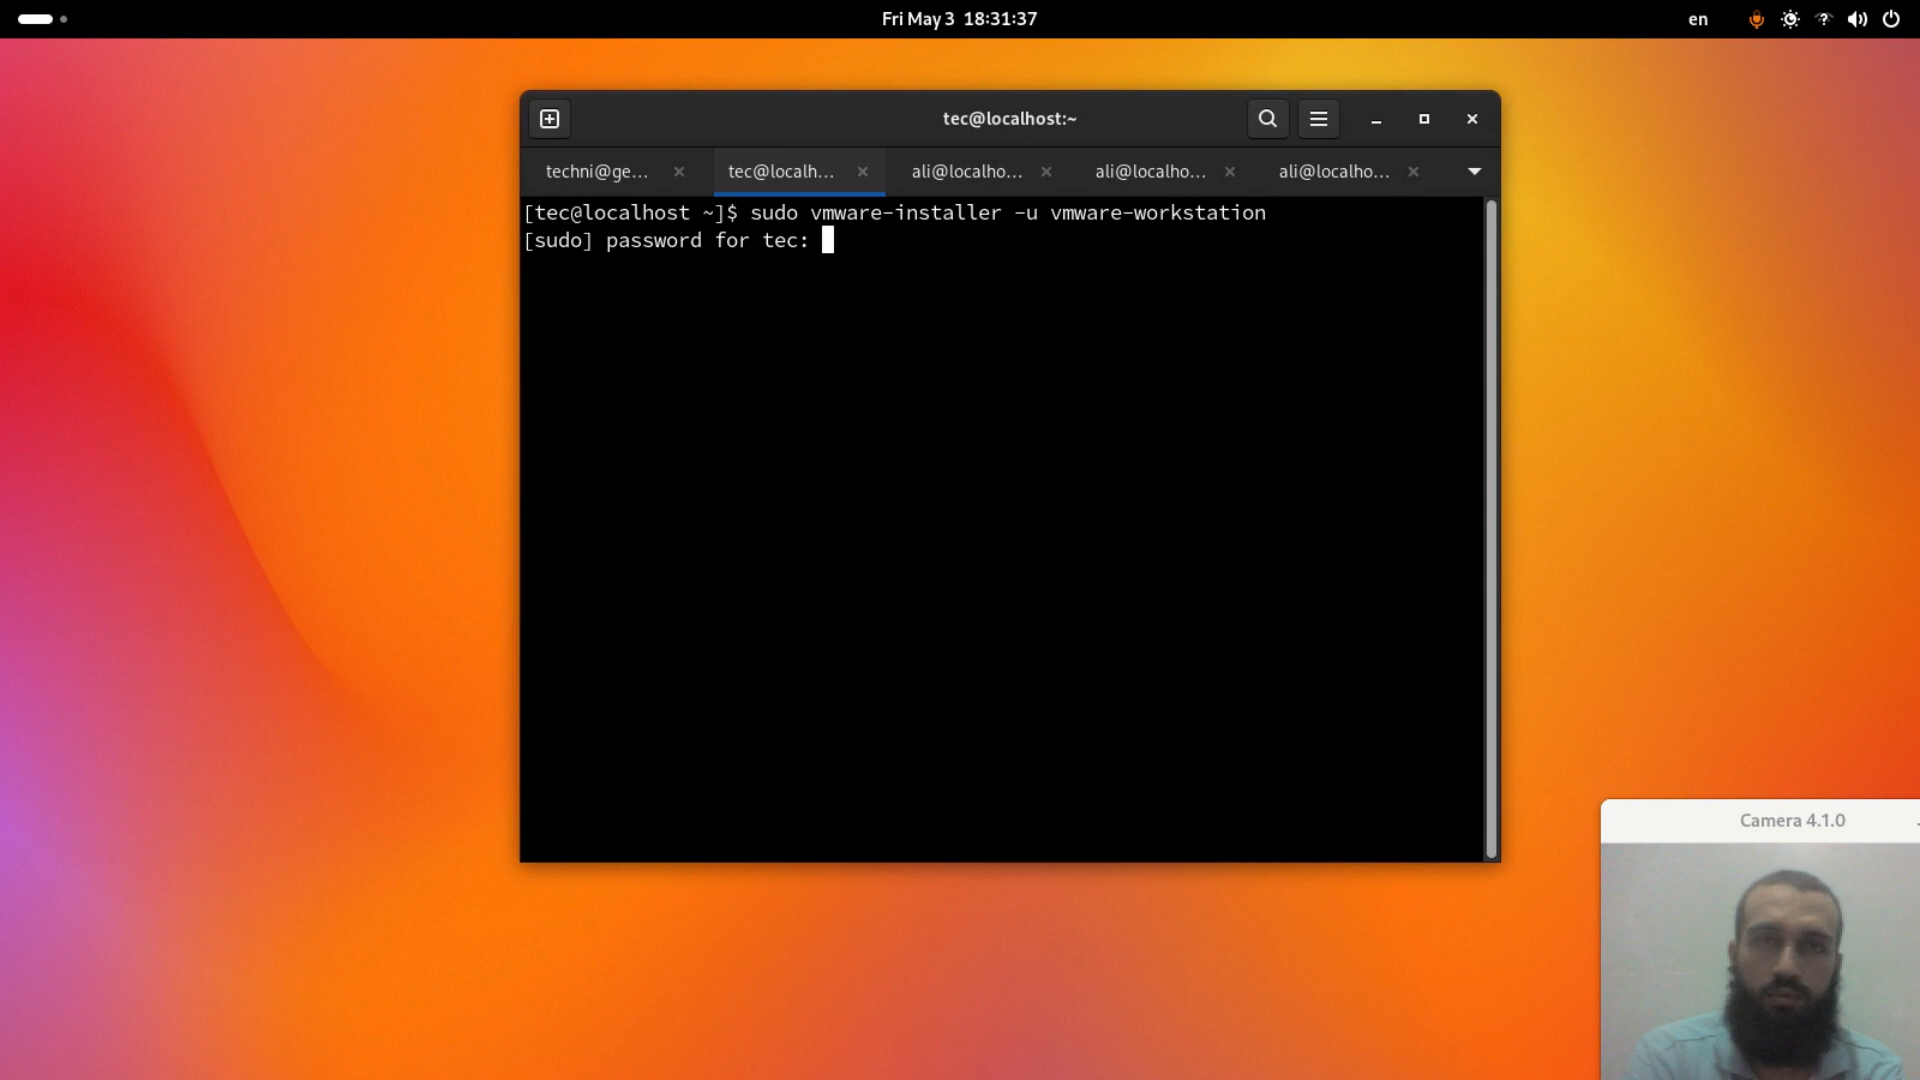 Fri May 3 18:31:37
en
tec@localhost:~
techni@ge...
tec@localh...
ali@localho...
ali@localho...
ali@localho...
[tec@localhost ~]$ sudo vmware-installer -u vmware-workstation
[sudo] password for tec:
Camera 4.1.0